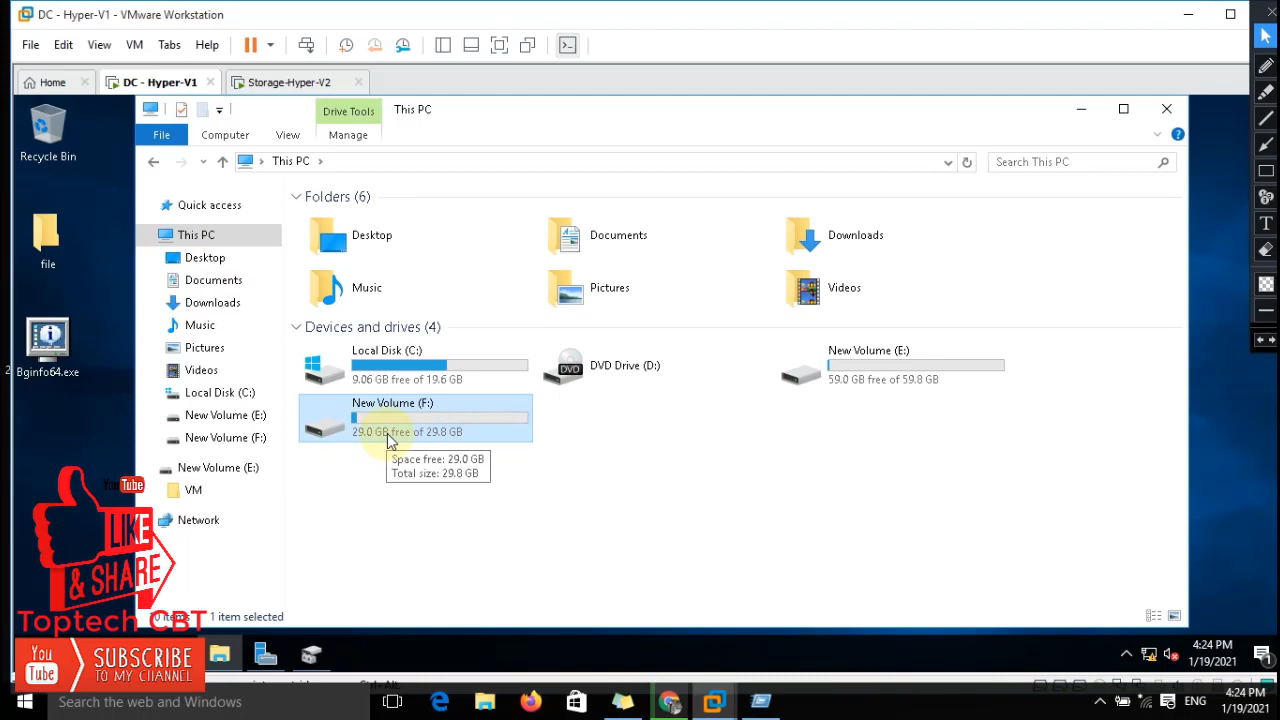 DC - Hyper-V1 - VMware Workstation
File Edit View VM Tabs Help
Home DC - Hyper-V1 Storage-Hyper-V2
Recycle Bin
file
Bginfo64.exe
Drive Tools This PC
File Computer View Manage
This PC
Search This PC
Quick access
This PC
Desktop
Documents
Downloads
Music
Pictures
Videos
Local Disk (C:)
New Volume (E:)
New Volume (F:)
New Volume (E:)
VM
Network
Folders (6)
Desktop Documents Downloads
Music Pictures Videos
Devices and drives (4)
Local Disk (C:)
9.06 GB free of 19.6 GB
DVD
DVD Drive (D:)
New Volume (E:)
59.0 GB free of 59.8 GB
New Volume (F:)
29.0 GB free of 29.8 GB
Space free: 29.0 GB
Total size: 29.8 GB
1 item selected
YouTube
LIKE
& SHARE
Toptech CBT
You Tube
SUBSCRIBE
TO MY CHANNEL
4:24 PM
1/19/2021
1
Search the web and Windows
ENG
4:24 PM
1/19/2021